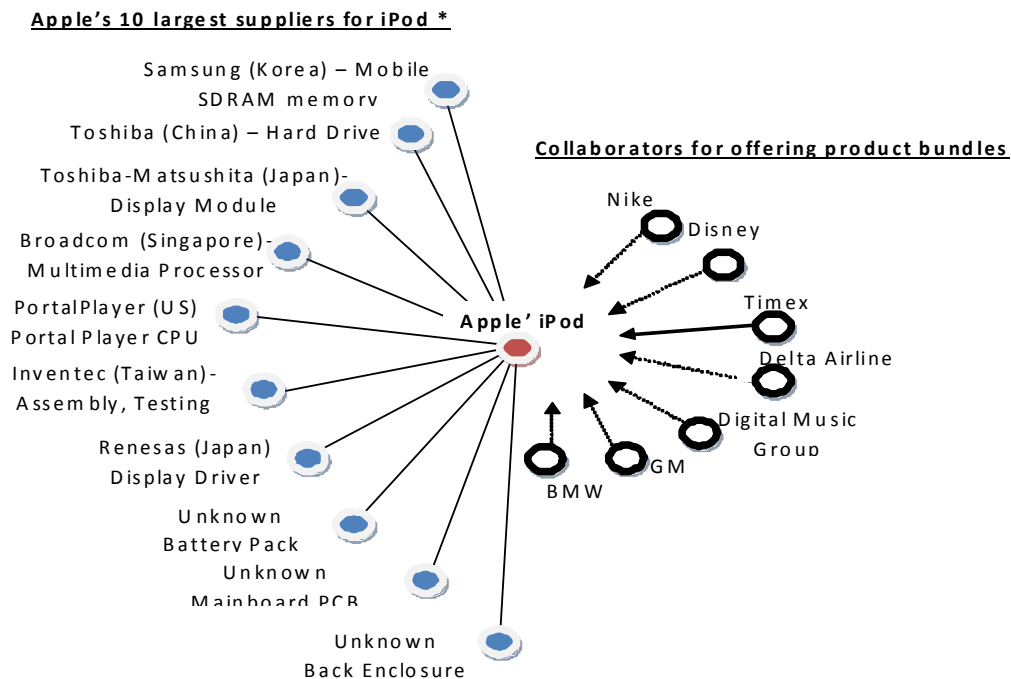 Apple's 10 largest suppliers for iPod *
Samsung (Korea) – Mobile
SDRAM memory
Toshiba (China) – Hard Drive
Toshiba-Matsushita (Japan)-
Display Module
Broadcom (Singapore)-
Multimedia Processor
PortalPlayer (US)
Portal Player CPU
Inventec (Taiwan)-
Assembly, Testing
Renesas (Japan)
Display Driver
Unknown
Battery Pack
Unknown
Mainboard PCB
Unknown
Back Enclosure
Apple' iPod
Collaborators for offering product bundles
Nike
Disney
Timex
Delta Airline
Digital Music
Group
GM
BMW